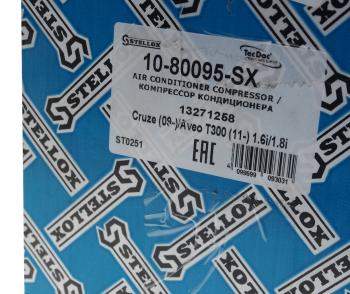 STELLOX
TecDoc
10-80095-SX
AIR CONDITIONER COMPRESSOR /
КОМПРЕССОР КОНДИЦИОНЕРА
13271258
Cruze (09-)/Aveo T300 (11-) 1.6i/1.8i
ST0251
EAC
STELLOX
STELLOX
STELLOX
STELLOX
STELLOX